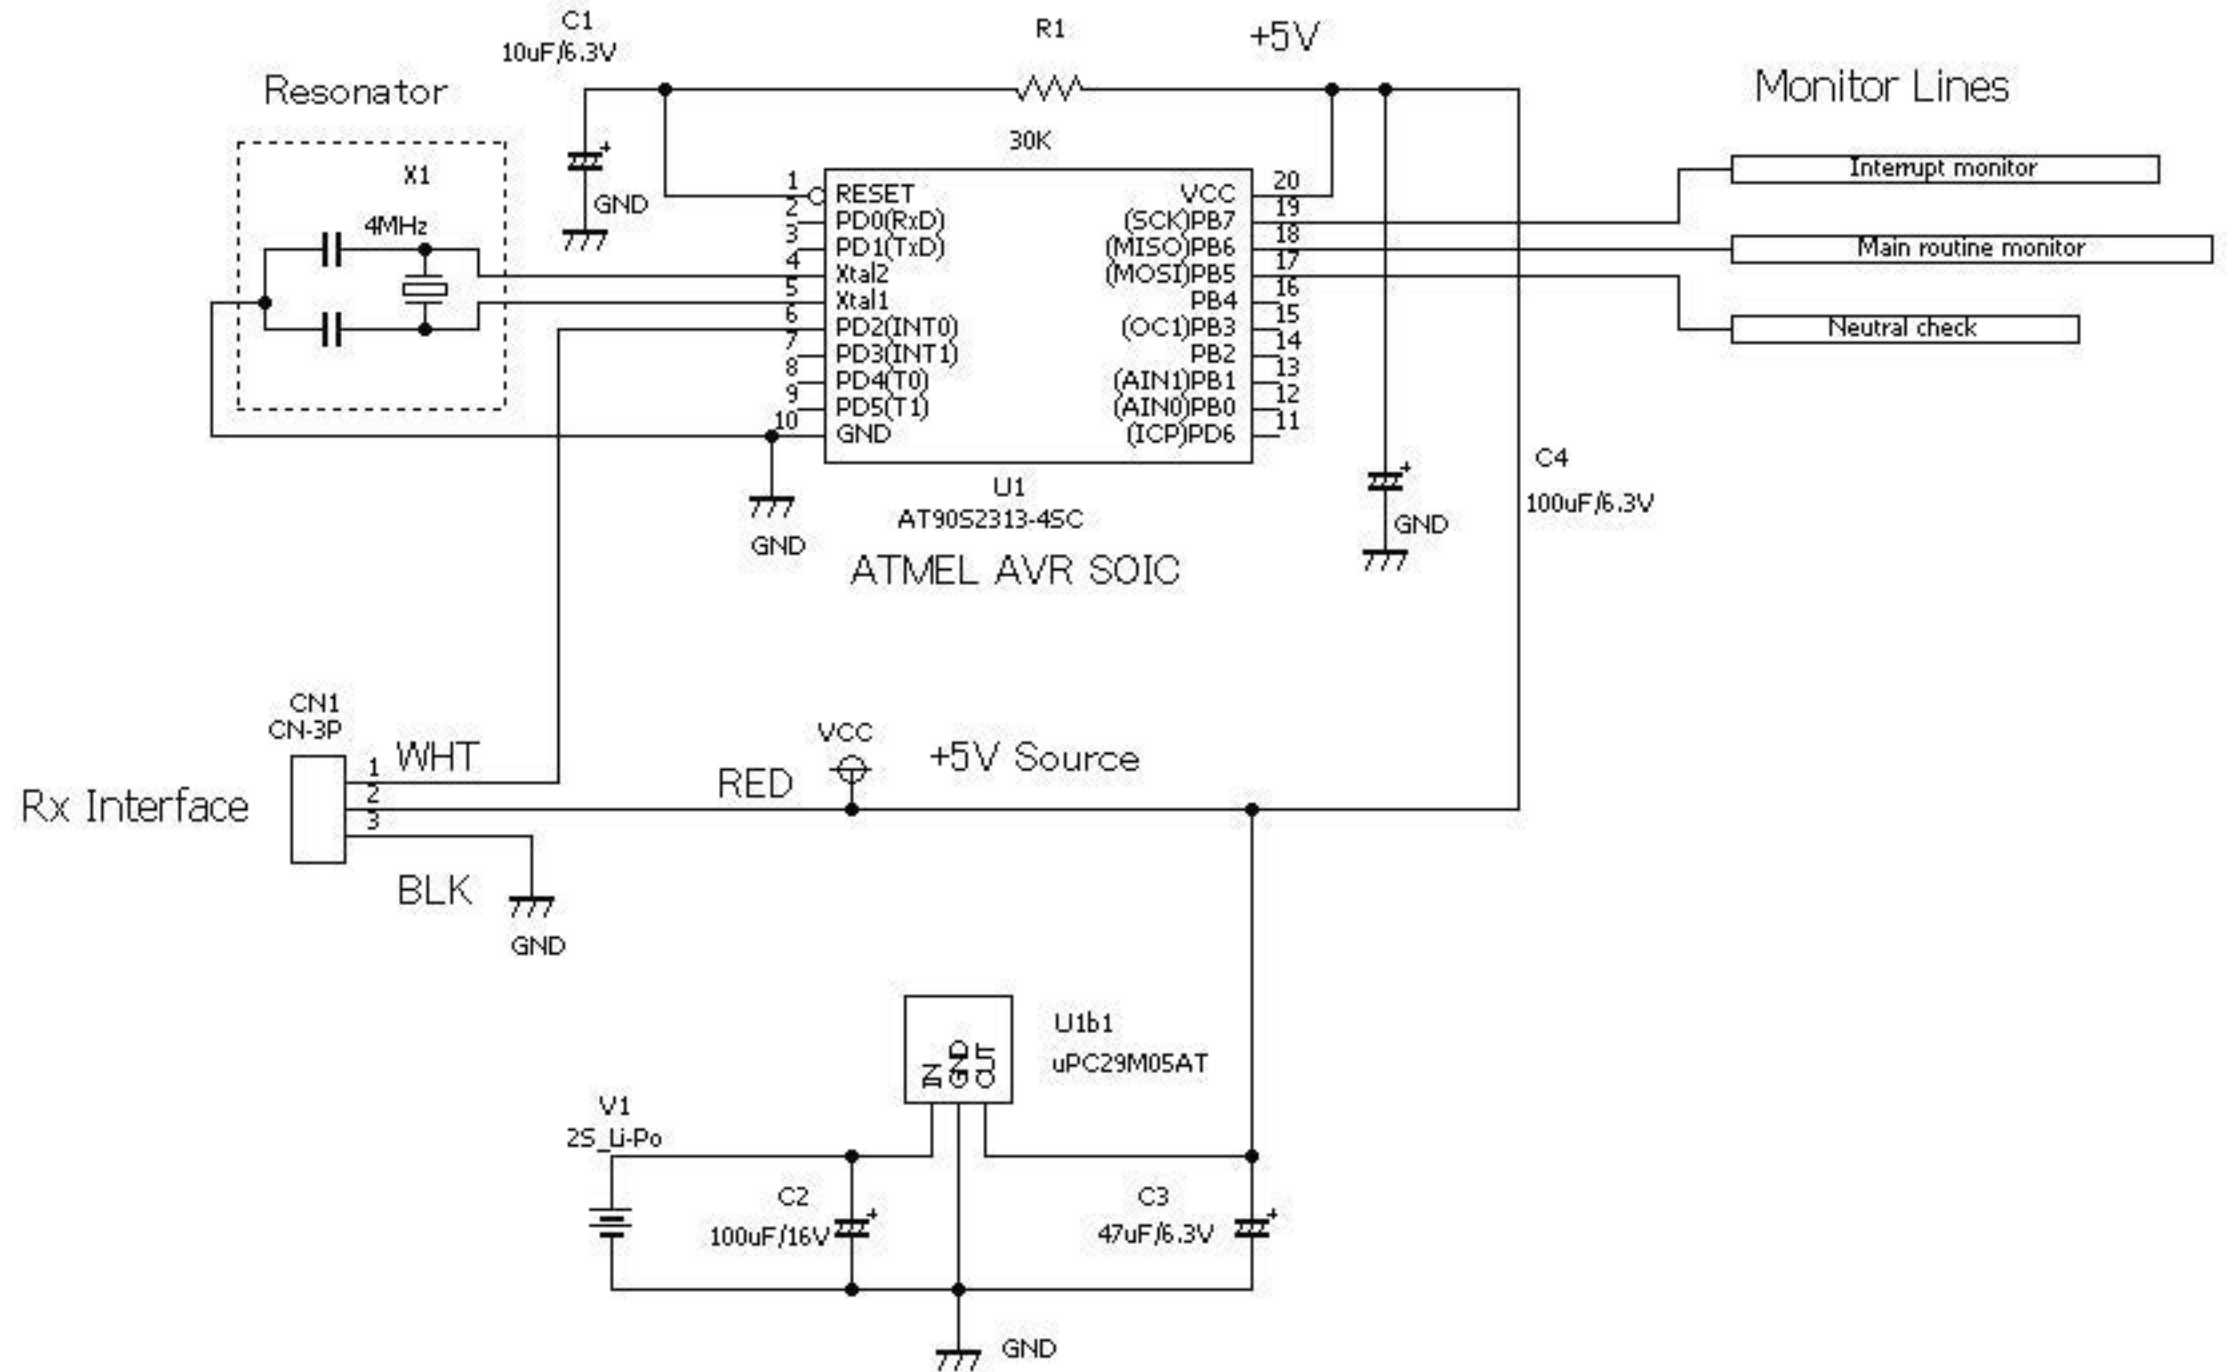 C1
10uF/6.3V
R1
+5V
Resonator
Monitor Lines
30K
X1
4MHz
GND
Interrupt monitor
Main routine monitor
Neutral check
1 RESET
2 PD0(RxD)
3 PD1(TxD)
4 Xtal2
5 Xtal1
6 PD2(INT0)
7 PD3(INT1)
8 PD4(T0)
9 PD5(T1)
10 GND
VCC 20
(SCK)PB7 19
(MISO)PB6 18
(MOSI)PB5 17
PB4 16
(OC1)PB3 15
PB2 14
(AIN1)PB1 13
(AIN0)PB0 12
(ICP)PD6 11
U1
AT90S2313-4SC
ATMEL AVR SOIC
GND
C4
100uF/6.3V
GND
CN1
CN-3P
Rx Interface
1 WHT
2
3
BLK
GND
RED
VCC
+5V Source
IN
GND
OUT
U1b1
uPC29M05AT
V1
2S_Li-Po
C2
100uF/16V
C3
47uF/6.3V
GND